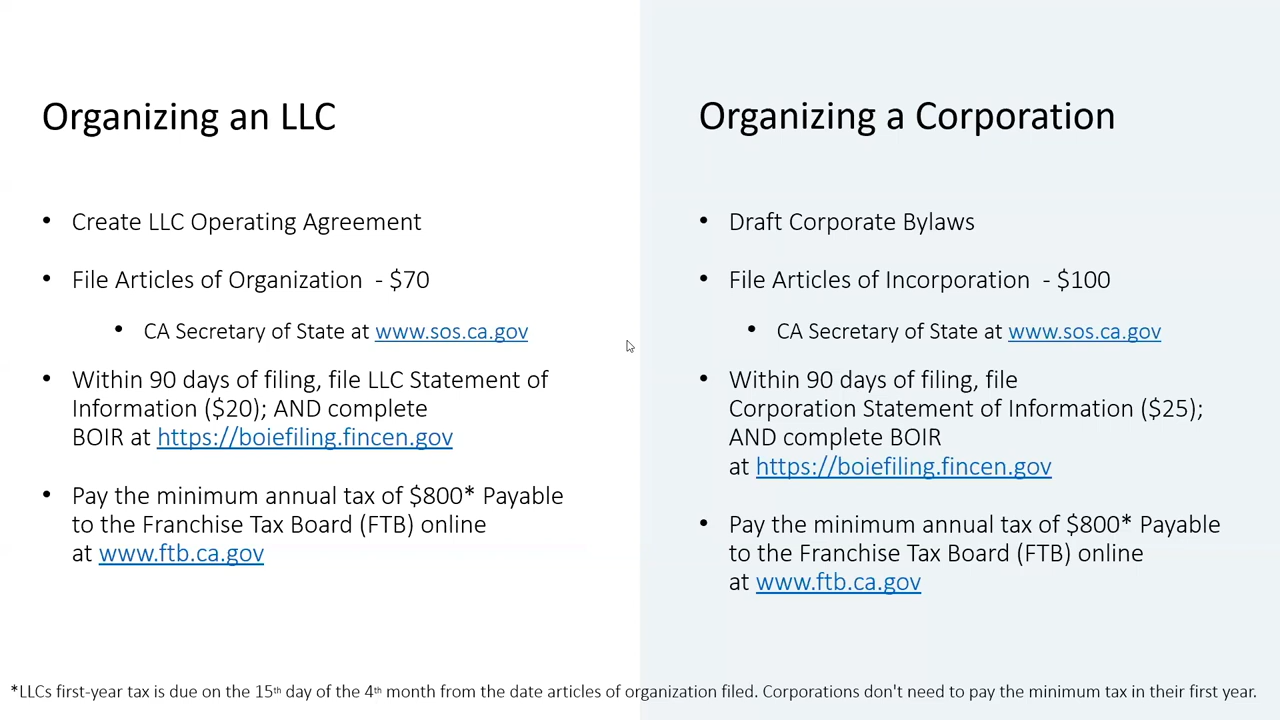 Organizing an LLC
• Create LLC Operating Agreement
• File Articles of Organization  - $70
• CA Secretary of State at www.sos.ca.gov
• Within 90 days of filing, file LLC Statement of
Information ($20); AND complete
BOIR at https://boiefiling.fincen.gov
• Pay the minimum annual tax of $800* Payable
to the Franchise Tax Board (FTB) online
at www.ftb.ca.gov
Organizing a Corporation
• Draft Corporate Bylaws
• File Articles of Incorporation  - $100
• CA Secretary of State at www.sos.ca.gov
• Within 90 days of filing, file
Corporation Statement of Information ($25);
AND complete BOIR
at https://boiefiling.fincen.gov
• Pay the minimum annual tax of $800* Payable
to the Franchise Tax Board (FTB) online
at www.ftb.ca.gov
*LLCs first-year tax is due on the 15th day of the 4th month from the date articles of organization filed. Corporations don't need to pay the minimum tax in their first year.